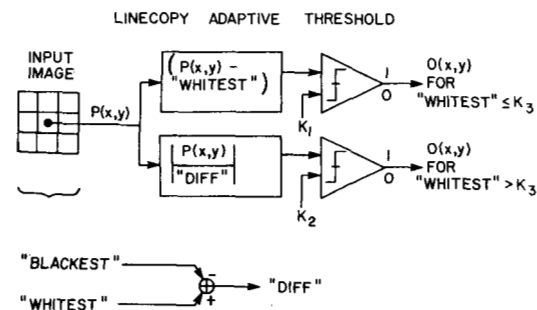 LINECOPY ADAPTIVE THRESHOLD
INPUT
IMAGE
P(x,y)
(P(x,y) –
"WHITEST")
K₁
1
0
O(x,y)
FOR
"WHITEST" ≤ K₃
|P(x,y)
"DIFF"|
K₂
1
0
O(x,y)
FOR
"WHITEST" > K₃
"BLACKEST"
–
+
"DIFF"
"WHITEST"